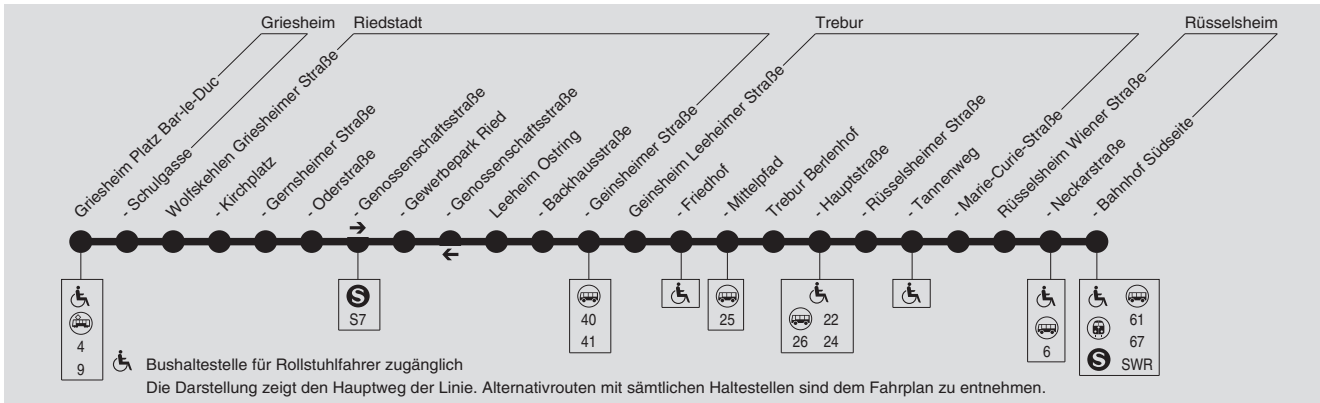 Griesheim
Riedstadt
Trebur
Rüsselsheim
Griesheim Platz Bar-le-Duc
- Schulgasse
Wolfskehlen Griesheimer Straße
- Kirchplatz
- Gernsheimer Straße
- Oderstraße
- Genossenschaftsstraße
- Gewerbepark Ried
- Genossenschaftsstraße
Leeheim Ostring
- Backhausstraße
- Geinsheimer Straße
Geinsheim Leeheimer Straße
- Friedhof
- Mittelpfad
Trebur Berlenhof
- Hauptstraße
- Rüsselsheimer Straße
- Tannenweg
- Marie-Curie-Straße
Rüsselsheim Wiener Straße
- Neckarstraße
- Bahnhof Südseite
4
9
S
S7
40
41
25
22
26 24
6
61
67
S SWR
Bushaltestelle für Rollstuhlfahrer zugänglich
Die Darstellung zeigt den Hauptweg der Linie. Alternativrouten mit sämtlichen Haltestellen sind dem Fahrplan zu entnehmen.